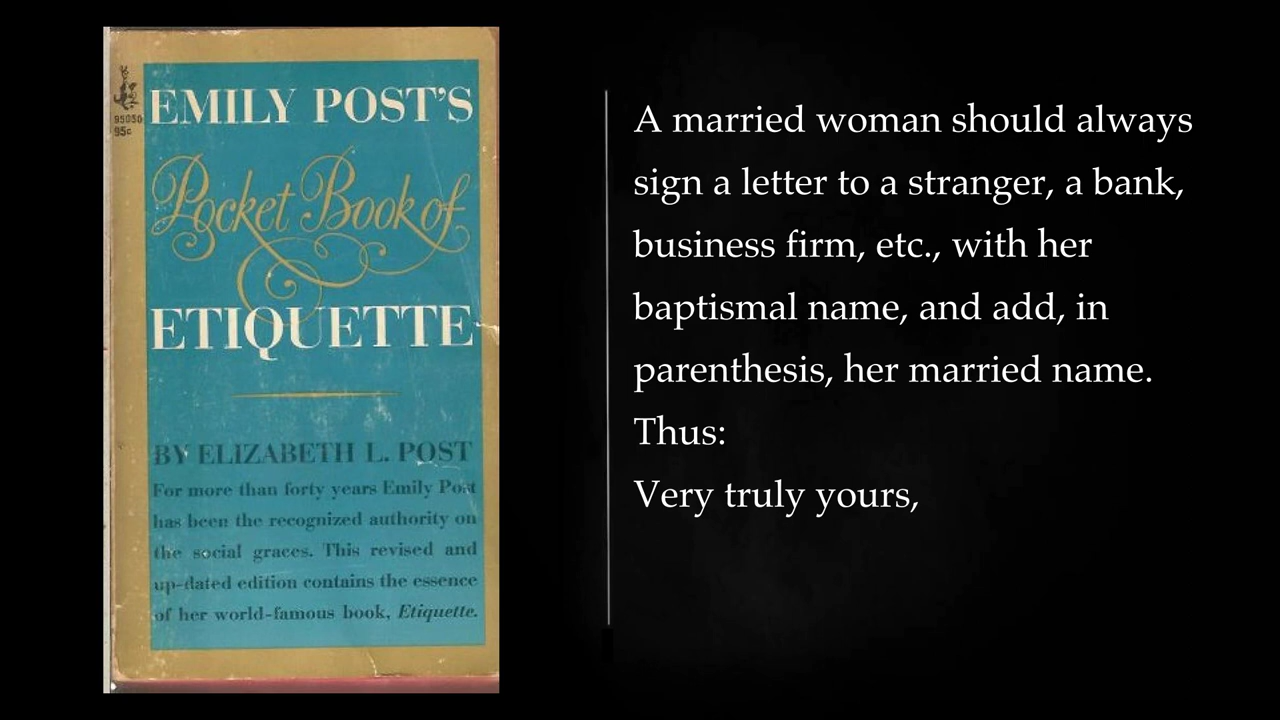 95050
95c
EMILY POST'S
Pocket Book of
ETIQUETTE
BY ELIZABETH L. POST
For more than forty years Emily Post
has been the recognized authority on
the social graces. This revised and
up-dated edition contains the essence
of her world-famous book, Etiquette.
A married woman should always
sign a letter to a stranger, a bank,
business firm, etc., with her
baptismal name, and add, in
parenthesis, her married name.
Thus:
Very truly yours,